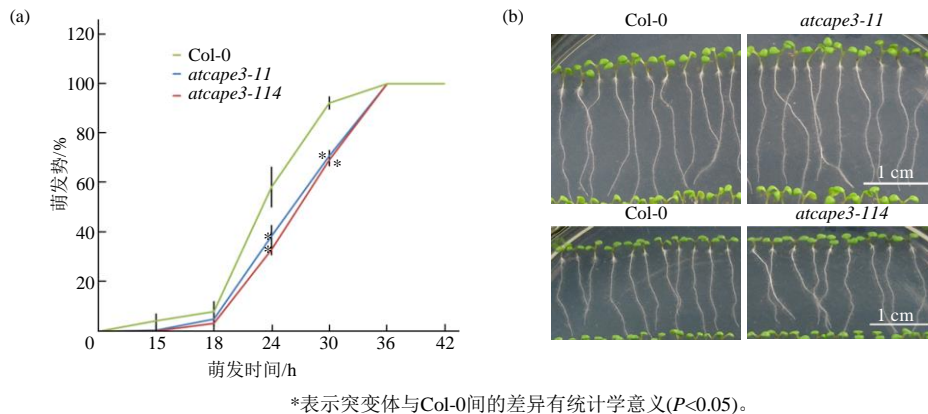 (a)
120
100
80
60
40
20
0
15
18
24
30
36
42
萌发势/%
萌发时间/h
Col-0
atcape3-11
atcape3-114
*
*
*
*
(b)
Col-0
atcape3-11
1 cm
Col-0
atcape3-114
1 cm
*表示突变体与Col-0间的差异有统计学意义(P<0.05)。